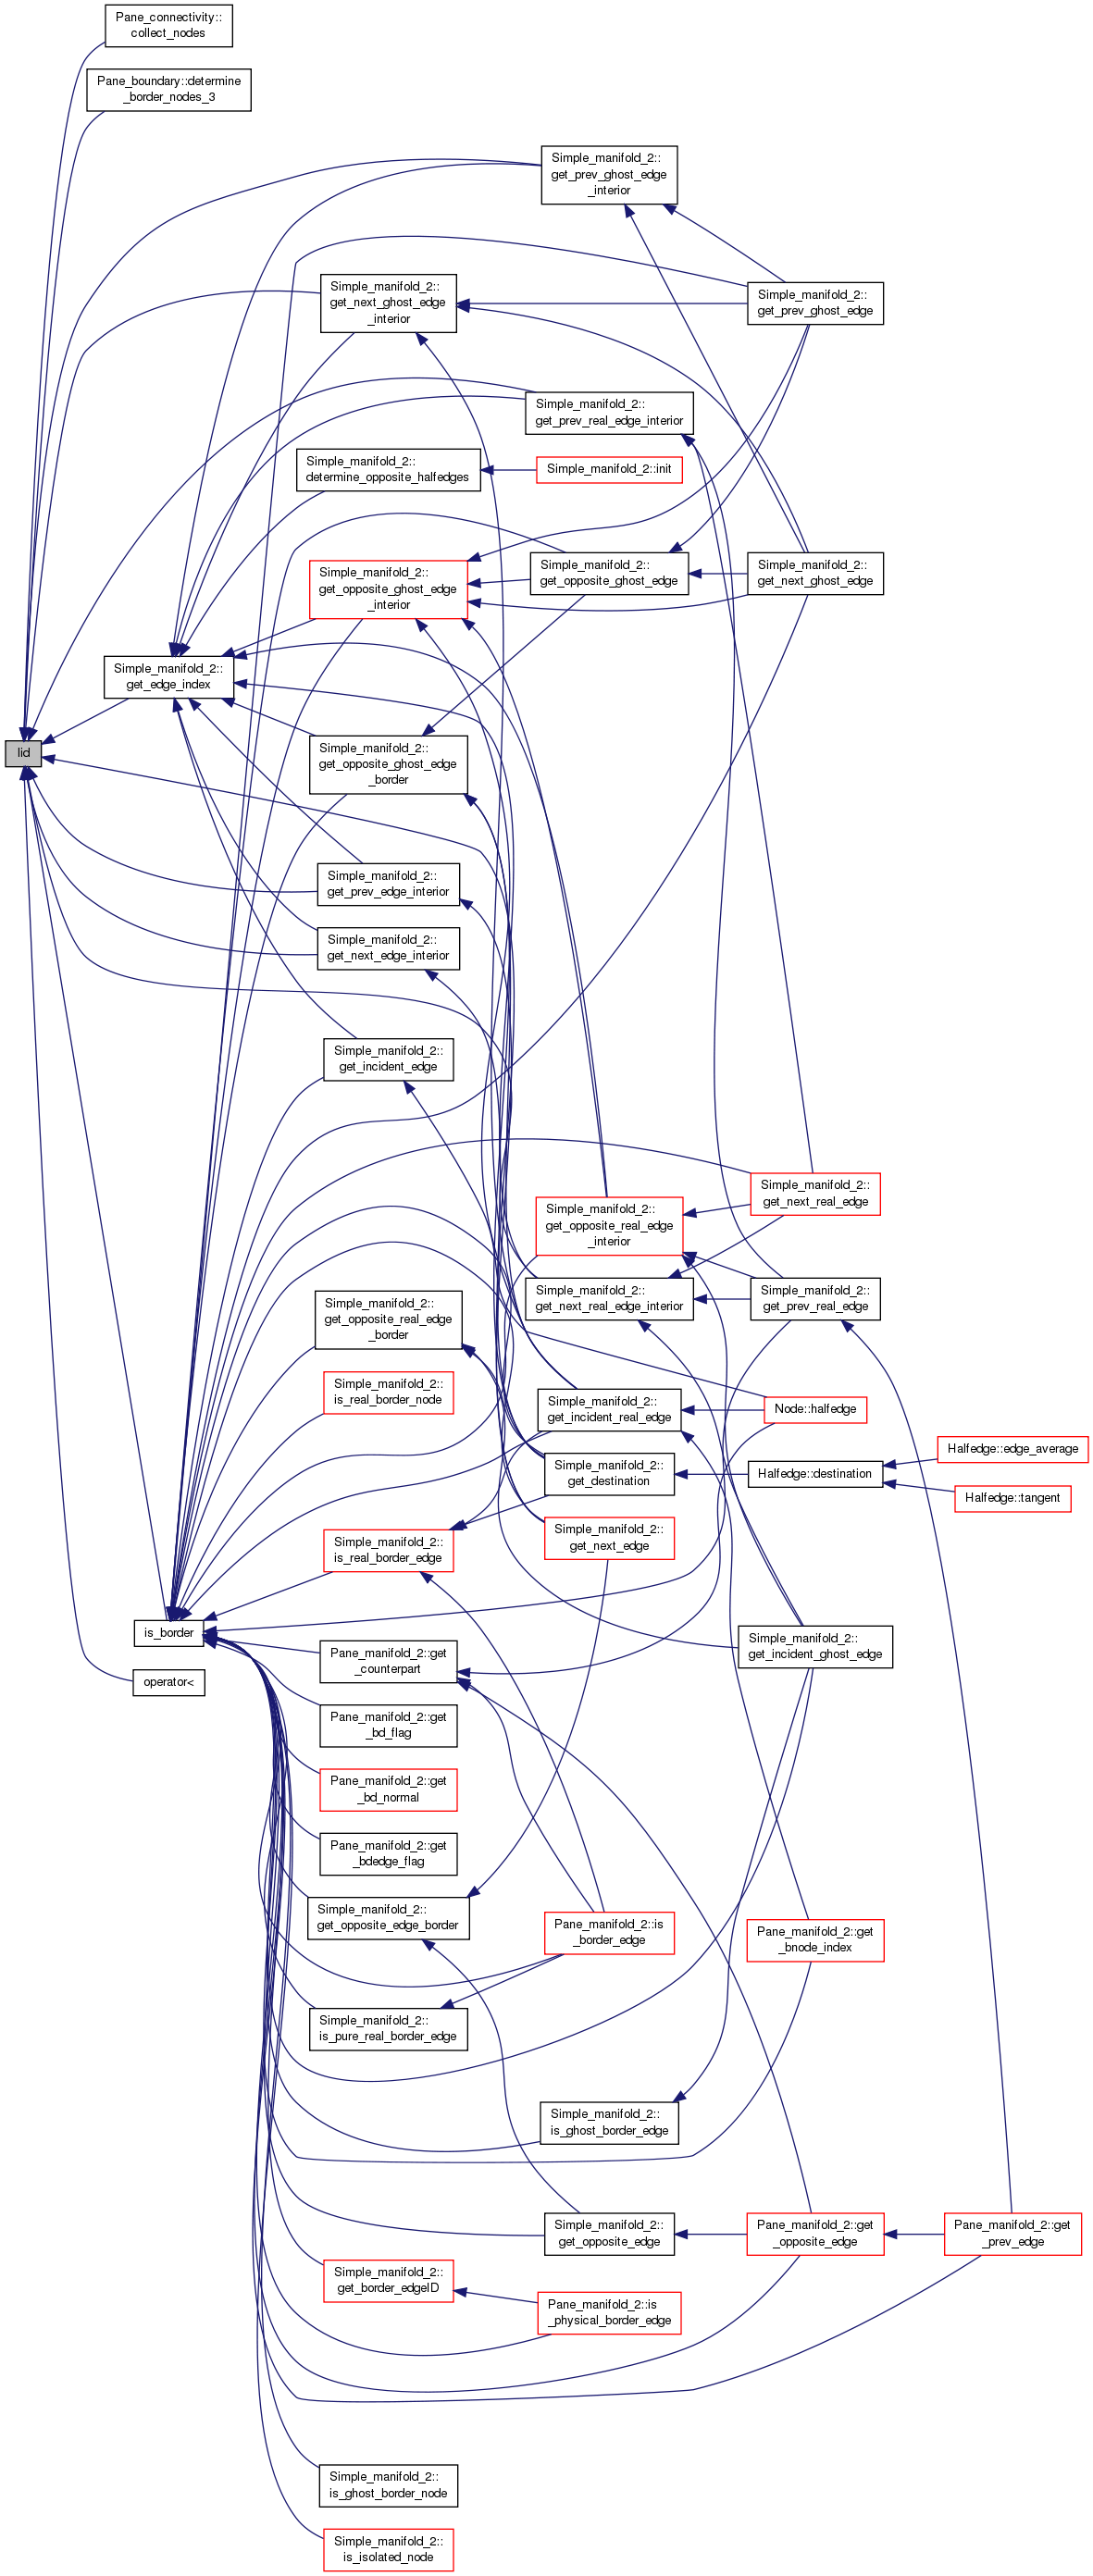 Pane_connectivity::
collect_nodes
Pane_boundary::determine
_border_nodes_3
Simple_manifold_2::
get_prev_ghost_edge
_interior
Simple_manifold_2::
get_next_ghost_edge
_interior
Simple_manifold_2::
get_prev_ghost_edge
Simple_manifold_2::
get_prev_real_edge_interior
Simple_manifold_2::
determine_opposite_halfedges
Simple_manifold_2::init
Simple_manifold_2::
get_opposite_ghost_edge
_interior
Simple_manifold_2::
get_opposite_ghost_edge
Simple_manifold_2::
get_next_ghost_edge
Simple_manifold_2::
get_edge_index
lid
Simple_manifold_2::
get_opposite_ghost_edge
_border
Simple_manifold_2::
get_prev_edge_interior
Simple_manifold_2::
get_next_edge_interior
Simple_manifold_2::
get_incident_edge
Simple_manifold_2::
get_next_real_edge
Simple_manifold_2::
get_opposite_real_edge
_interior
Simple_manifold_2::
get_next_real_edge_interior
Simple_manifold_2::
get_prev_real_edge
Simple_manifold_2::
get_opposite_real_edge
_border
Simple_manifold_2::
is_real_border_node
Simple_manifold_2::
get_incident_real_edge
Node::halfedge
Halfedge::edge_average
Simple_manifold_2::
get_destination
Halfedge::destination
Halfedge::tangent
Simple_manifold_2::
is_real_border_edge
Simple_manifold_2::
get_next_edge
is_border
Pane_manifold_2::get
_counterpart
Simple_manifold_2::
get_incident_ghost_edge
operator<
Pane_manifold_2::get
_bd_flag
Pane_manifold_2::get
_bd_normal
Pane_manifold_2::get
_bdedge_flag
Simple_manifold_2::
get_opposite_edge_border
Pane_manifold_2::is
_border_edge
Pane_manifold_2::get
_bnode_index
Simple_manifold_2::
is_pure_real_border_edge
Simple_manifold_2::
is_ghost_border_edge
Simple_manifold_2::
get_opposite_edge
Pane_manifold_2::get
_opposite_edge
Pane_manifold_2::get
_prev_edge
Simple_manifold_2::
get_border_edgeID
Pane_manifold_2::is
_physical_border_edge
Simple_manifold_2::
is_ghost_border_node
Simple_manifold_2::
is_isolated_node